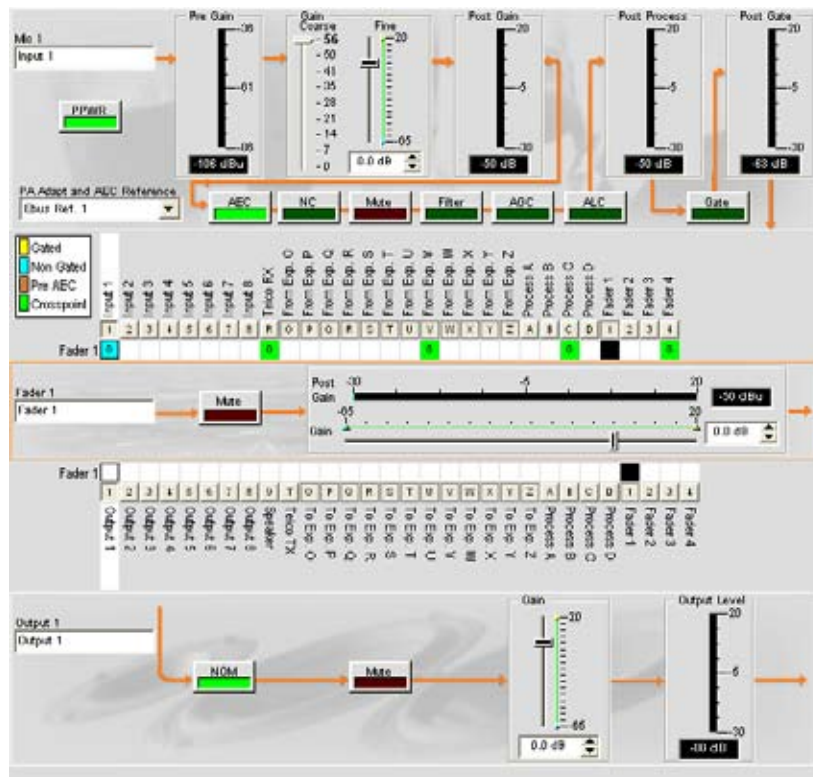 Pre Gain
Gain
Coarse
Fine
Post Gain
Post Process
Post Gate
Mic 1
Input 1
PPWR
-36
-61
-86
-106 dBu
56
-50
-41
-35
-28
-21
-14
-7
-0
20
-65
0.0 dB
20
-5
-30
-50 dB
20
-5
-30
-50 dB
20
-5
-30
-63 dB
PA Adapt and AEC Reference
Ebus Ref. 1
AEC
NC
Mute
Filter
AGC
ALC
Gate
Gated
Non Gated
Pre AEC
Crosspoint
Input 1
Input 2
Input 3
Input 4
Input 5
Input 6
Input 7
Input 8
Telco RX
From Exp. O
From Exp. P
From Exp. Q
From Exp. R
From Exp. S
From Exp. T
From Exp. U
From Exp. V
From Exp. W
From Exp. X
From Exp. Y
From Exp. Z
Process A
Process B
Process C
Process D
Fader 1
Fader 2
Fader 3
Fader 4
1 2 3 4 5 6 7 8 R O P Q R S T U V W X Y Z A B C D 1 2 3 4
Fader 1 0 0 0 0 0
Fader 1
Fader 1
Mute
Post Gain
-30 -5 20
-50 dBu
-65 20
Gain
0.0 dB
Fader 1
1 2 3 4 5 6 7 8 9 T O P Q R S T U V W X Y Z A B C D 1 2 3 4
Output 1
Output 2
Output 3
Output 4
Output 5
Output 6
Output 7
Output 8
Speaker
Telco TX
To Exp. O
To Exp. P
To Exp. Q
To Exp. R
To Exp. S
To Exp. T
To Exp. U
To Exp. V
To Exp. W
To Exp. X
To Exp. Y
To Exp. Z
Process A
Process B
Process C
Process D
Fader 1
Fader 2
Fader 3
Fader 4
Output 1
Output 1
NOM
Mute
Gain
20
-65
0.0 dB
Output Level
20
-5
-30
-80 dB